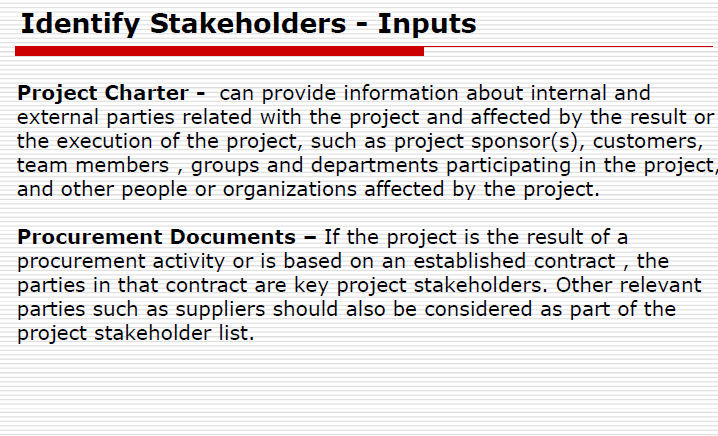 Identify Stakeholders - Inputs
Project Charter -  can provide information about internal and
external parties related with the project and affected by the result or
the execution of the project, such as project sponsor(s), customers,
team members , groups and departments participating in the project,
and other people or organizations affected by the project.
Procurement Documents – If the project is the result of a
procurement activity or is based on an established contract , the
parties in that contract are key project stakeholders. Other relevant
parties such as suppliers should also be considered as part of the
project stakeholder list.